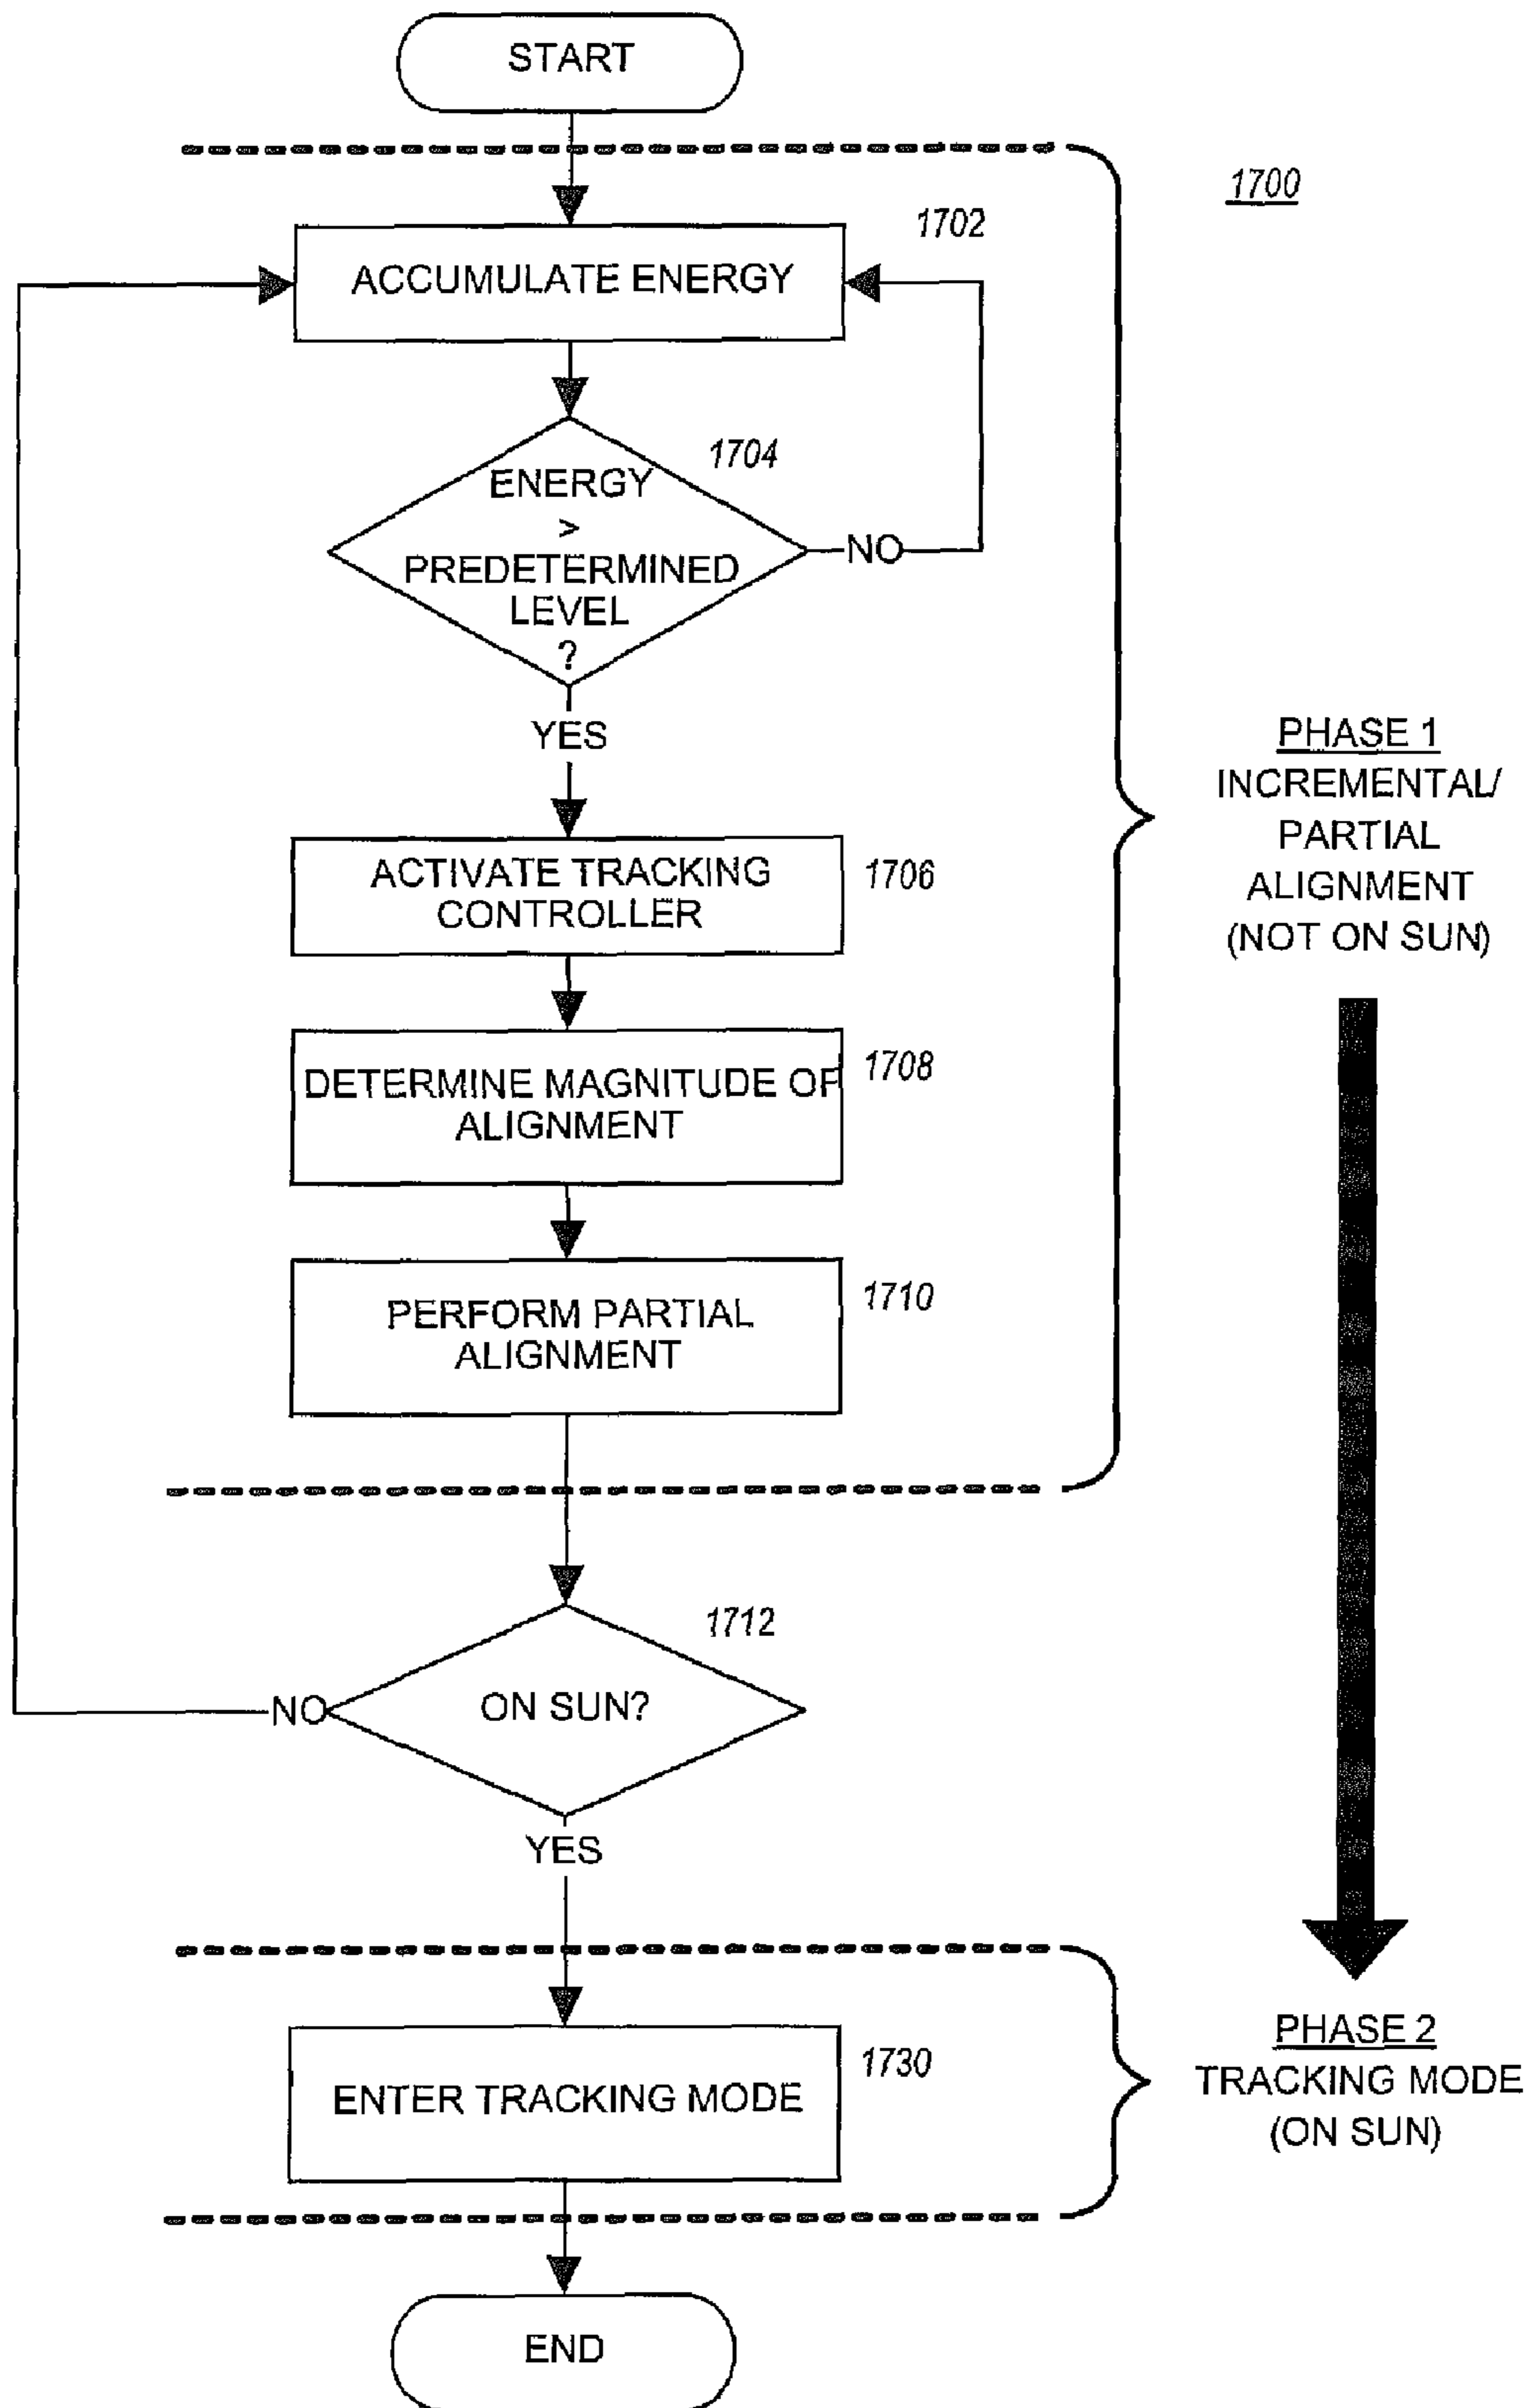 START
1700
1702
ACCUMULATE ENERGY
1704
ENERGY
>
PREDETERMINED
LEVEL
?
NO
YES
PHASE 1
INCREMENTAL/
PARTIAL
ALIGNMENT
(NOT ON SUN)
ACTIVATE TRACKING
CONTROLLER
1706
DETERMINE MAGNITUDE OF
ALIGNMENT
1708
PERFORM PARTIAL
ALIGNMENT
1710
1712
ON SUN?
NO
YES
ENTER TRACKING MODE
1730
PHASE 2
TRACKING MODE
(ON SUN)
END